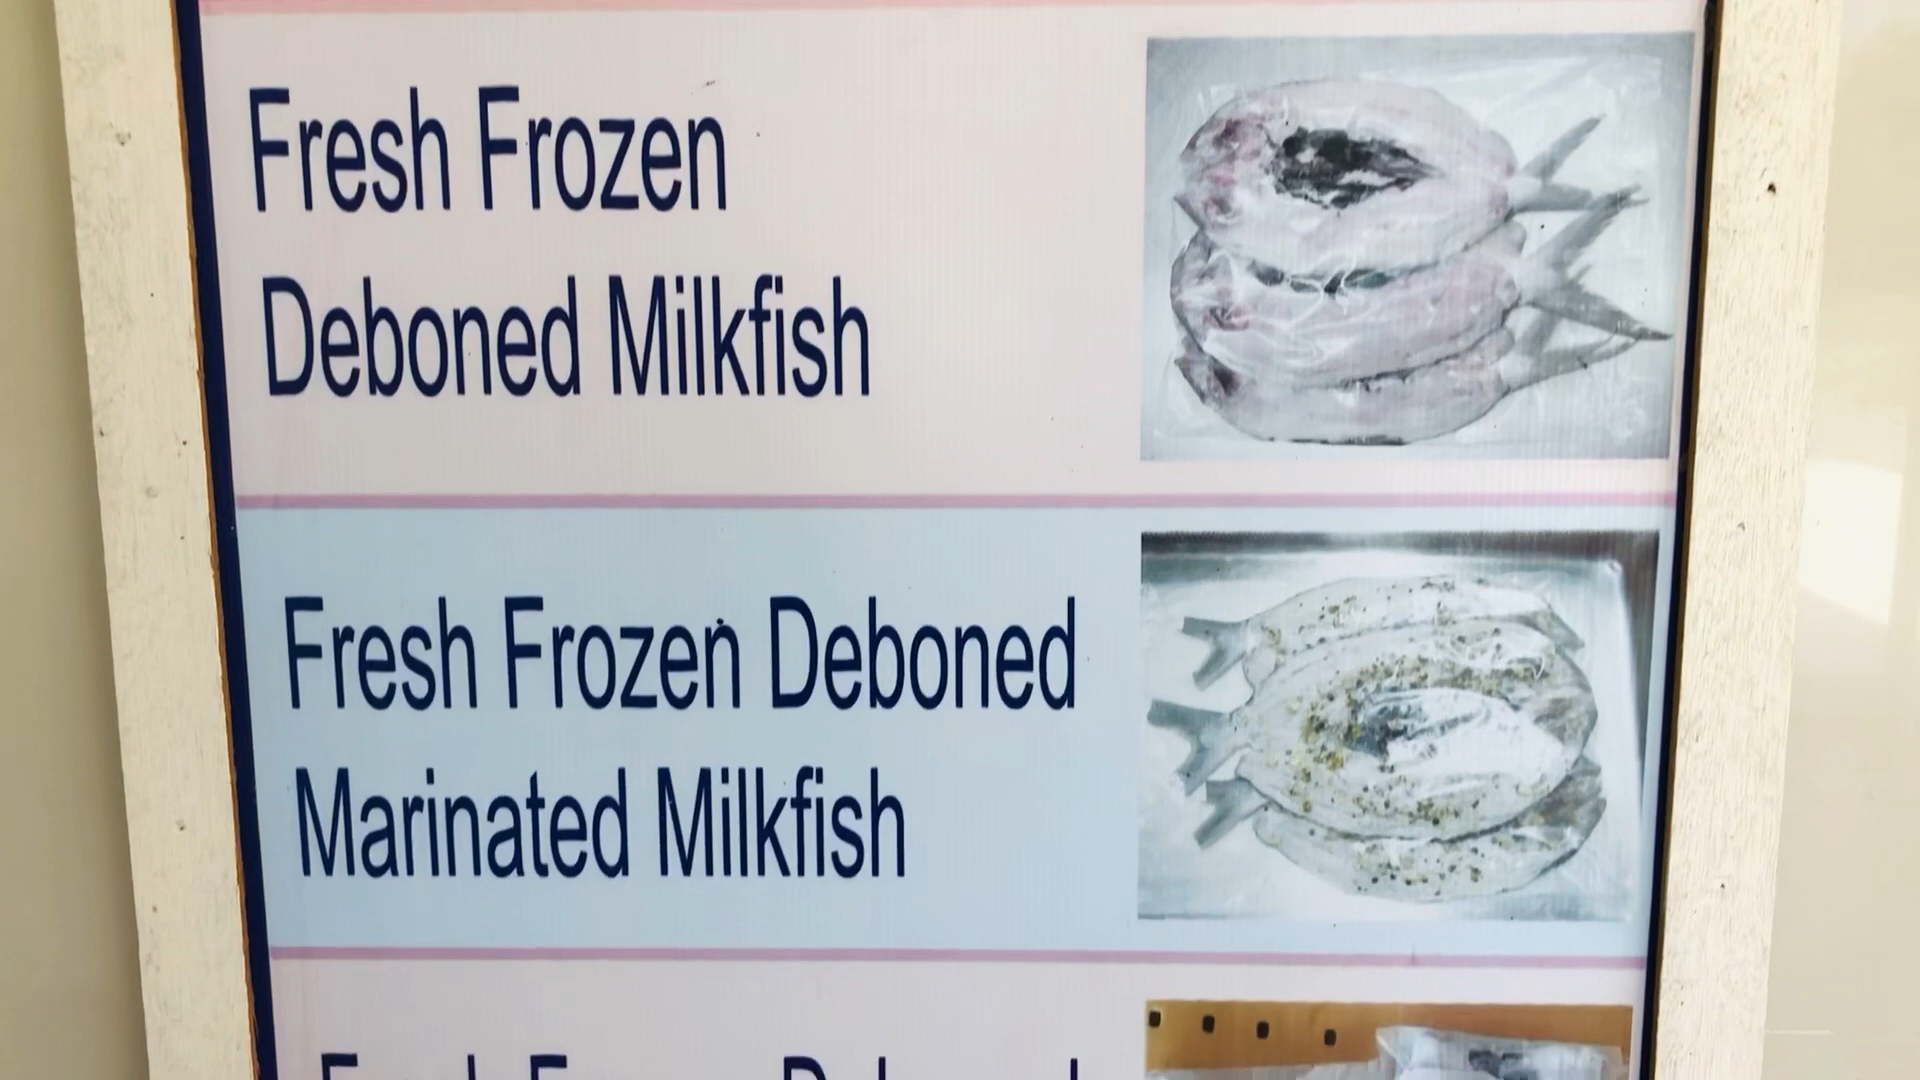 Fresh Frozen
Deboned Milkfish
Fresh Frozen Deboned
Marinated Milkfish